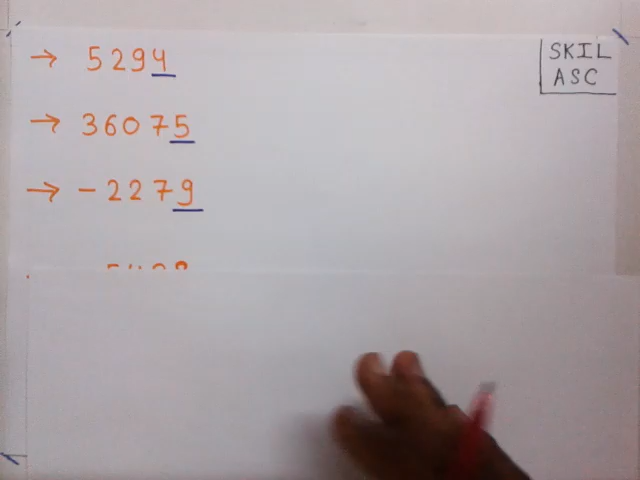 → 5294
SKIL
ASC
→ 36075
→ -2279